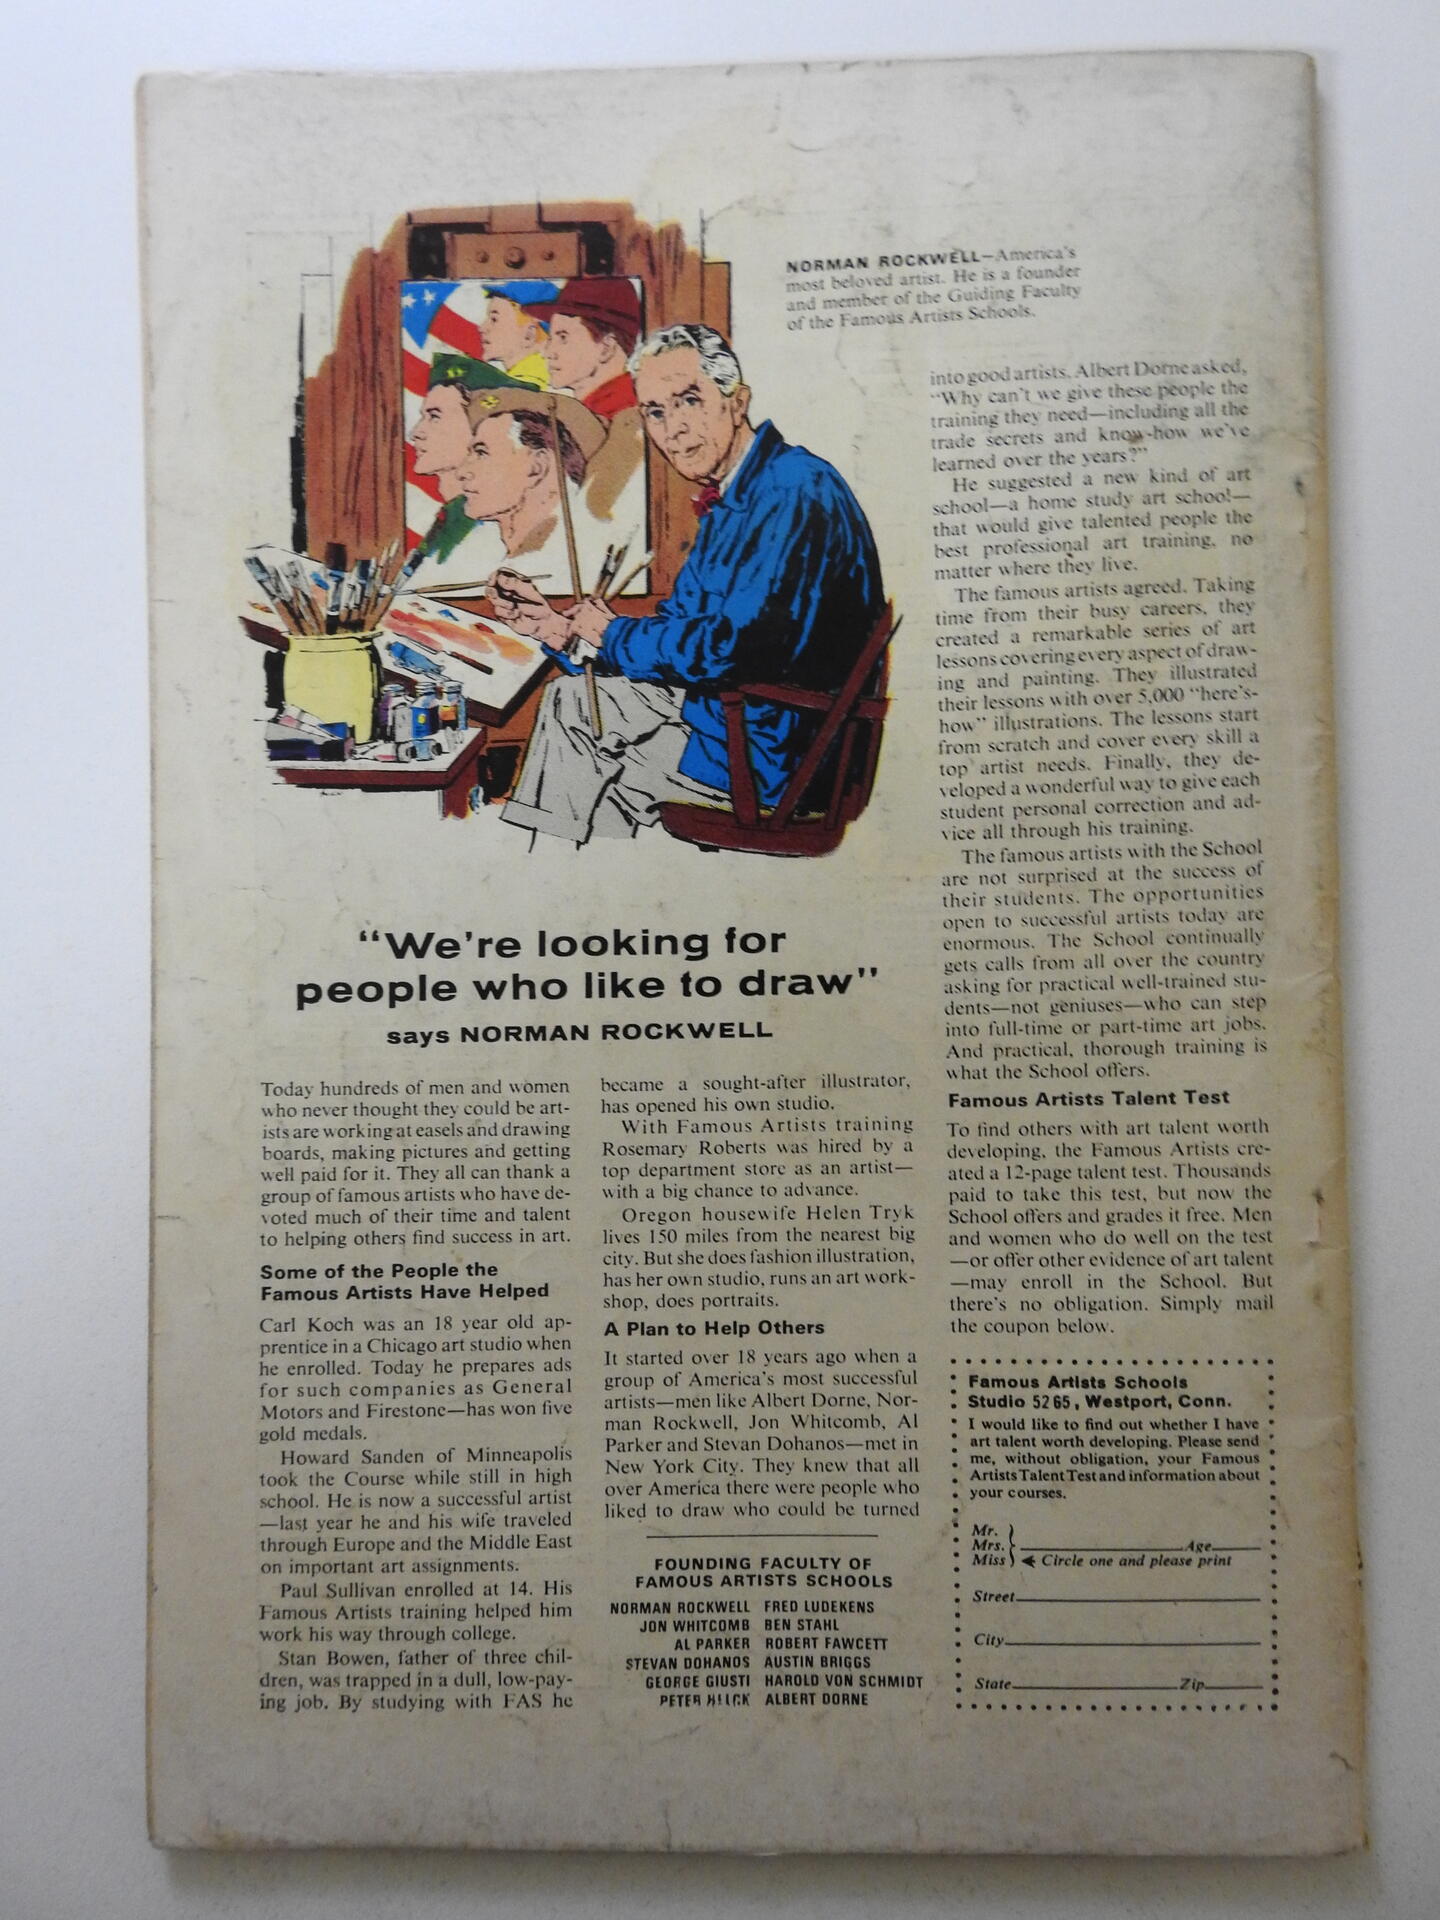 NORMAN ROCKWELL—America's
most beloved artist. He is a founder
and member of the Guiding Faculty
of the Famous Artists Schools.
"We're looking for
people who like to draw"
says NORMAN ROCKWELL
Today hundreds of men and women
who never thought they could be art-
ists are working at easels and drawing
boards, making pictures and getting
well paid for it. They all can thank a
group of famous artists who have de-
voted much of their time and talent
to helping others find success in art.
Some of the People the
Famous Artists Have Helped
Carl Koch was an 18 year old ap-
prentice in a Chicago art studio when
he enrolled. Today he prepares ads
for such companies as General
Motors and Firestone—has won five
gold medals.
Howard Sanden of Minneapolis
took the Course while still in high
school. He is now a successful artist
—last year he and his wife traveled
through Europe and the Middle East
on important art assignments.
Paul Sullivan enrolled at 14. His
Famous Artists training helped him
work his way through college.
Stan Bowen, father of three chil-
dren, was trapped in a dull, low-pay-
ing job. By studying with FAS he
became a sought-after illustrator,
has opened his own studio.
With Famous Artists training
Rosemary Roberts was hired by a
top department store as an artist—
with a big chance to advance.
Oregon housewife Helen Tryk
lives 150 miles from the nearest big
city. But she does fashion illustration,
has her own studio, runs an art work-
shop, does portraits.
A Plan to Help Others
It started over 18 years ago when a
group of America's most successful
artists—men like Albert Dorne, Nor-
man Rockwell, Jon Whitcomb, Al
Parker and Stevan Dohanos—met in
New York City. They knew that all
over America there were people who
liked to draw who could be turned
FOUNDING FACULTY OF
FAMOUS ARTISTS SCHOOLS
NORMAN ROCKWELL FRED LUDEKENS
JON WHITCOMB BEN STAHL
AL PARKER ROBERT FAWCETT
STEVAN DOHANOS AUSTIN BRIGGS
GEORGE GIUSTI HAROLD VON SCHMIDT
PETER HELCK ALBERT DORNE
into good artists. Albert Dorne asked,
"Why can't we give these people the
training they need—including all the
trade secrets and know-how we've
learned over the years?"
He suggested a new kind of art
school—a home study art school—
that would give talented people the
best professional art training, no
matter where they live.
The famous artists agreed. Taking
time from their busy careers, they
created a remarkable series of art
lessons covering every aspect of draw-
ing and painting. They illustrated
their lessons with over 5,000 "here's-
how" illustrations. The lessons start
from scratch and cover every skill a
top artist needs. Finally, they de-
veloped a wonderful way to give each
student personal correction and ad-
vice all through his training.
The famous artists with the School
are not surprised at the success of
their students. The opportunities
open to successful artists today are
enormous. The School continually
gets calls from all over the country
asking for practical well-trained stu-
dents—not geniuses—who can step
into full-time or part-time art jobs.
And practical, thorough training is
what the School offers.
Famous Artists Talent Test
To find others with art talent worth
developing, the Famous Artists cre-
ated a 12-page talent test. Thousands
paid to take this test, but now the
School offers and grades it free. Men
and women who do well on the test
—or offer other evidence of art talent
—may enroll in the School. But
there's no obligation. Simply mail
the coupon below.
Famous Artists Schools
Studio 5265, Westport, Conn.
I would like to find out whether I have
art talent worth developing. Please send
me, without obligation, your Famous
Artists Talent Test and information about
your courses.
Mr.
Mrs. Age
Miss Circle one and please print
Street
City
State Zip